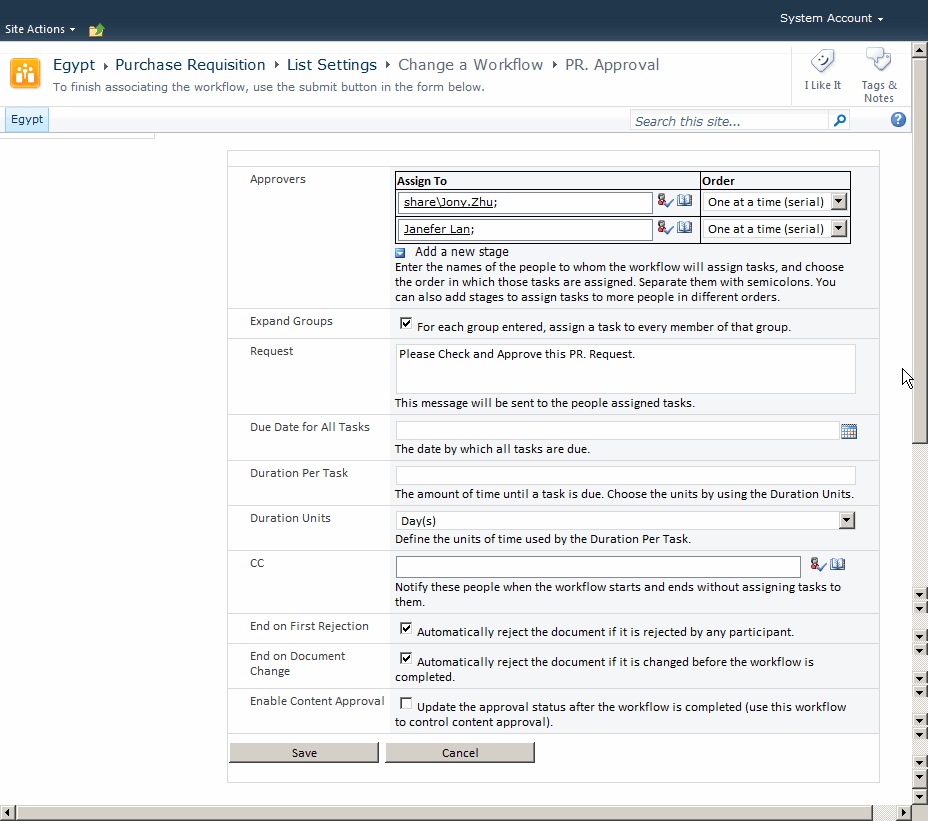 System Account
Site Actions
Egypt ▸ Purchase Requisition ▸ List Settings ▸ Change a Workflow ▸ PR. Approval
To finish associating the workflow, use the submit button in the form below.
I Like It
Tags &
Notes
Egypt
Search this site...
Approvers
Assign To
Order
share\Jony.Zhu;
One at a time (serial)
Janefer Lan;
One at a time (serial)
Add a new stage
Enter the names of the people to whom the workflow will assign tasks, and choose
the order in which those tasks are assigned. Separate them with semicolons. You
can also add stages to assign tasks to more people in different orders.
Expand Groups
For each group entered, assign a task to every member of that group.
Request
Please Check and Approve this PR. Request.
This message will be sent to the people assigned tasks.
Due Date for All Tasks
The date by which all tasks are due.
Duration Per Task
The amount of time until a task is due. Choose the units by using the Duration Units.
Duration Units
Day(s)
Define the units of time used by the Duration Per Task.
CC
Notify these people when the workflow starts and ends without assigning tasks to
them.
End on First Rejection
Automatically reject the document if it is rejected by any participant.
End on Document
Change
Automatically reject the document if it is changed before the workflow is
completed.
Enable Content Approval
Update the approval status after the workflow is completed (use this workflow
to control content approval).
Save
Cancel